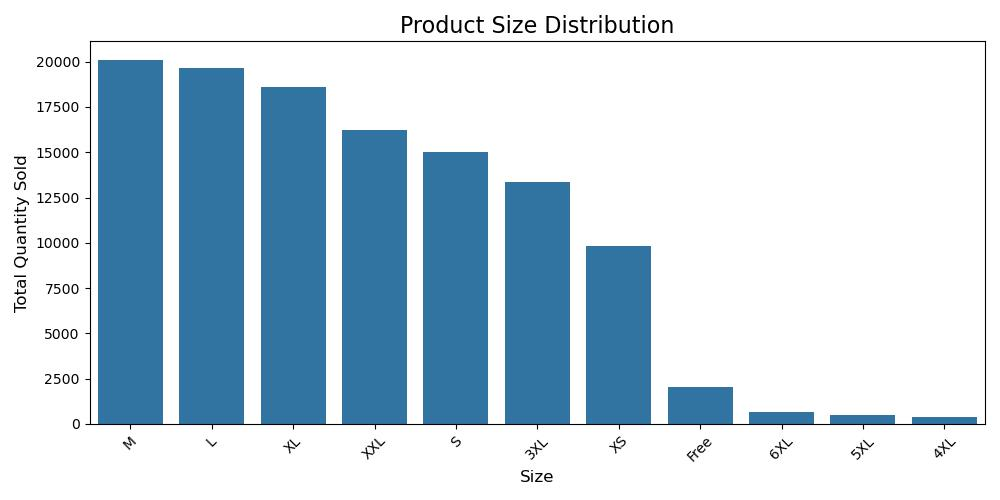 Product Size Distribution
Total Quantity Sold
20000
17500
15000
12500
10000
7500
5000
2500
0
M
L
XL
XXL
S
3XL
XS
Free
6XL
5XL
4XL
Size